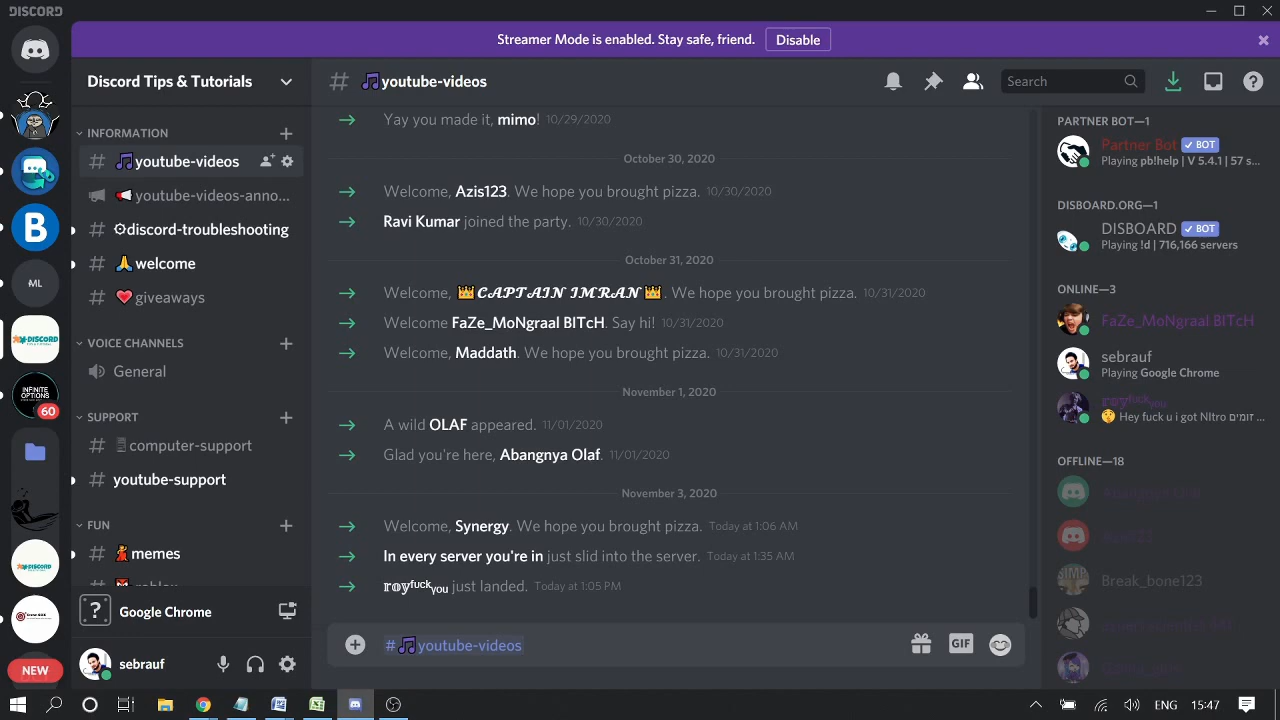 DISCORD
Streamer Mode is enabled. Stay safe, friend. Disable
Discord Tips & Tutorials
INFORMATION
# 🎵youtube-videos
📢youtube-videos-anno...
# ⚙discord-troubleshooting
# 🙏 welcome
# ❤️ giveaways
VOICE CHANNELS
General
SUPPORT
# computer-support
# youtube-support
FUN
# memes
Google Chrome
sebrauf
B
ML
DISCORD
INFINITE
OPTIONS
60
NEW
# 🎵youtube-videos
Search
Yay you made it, mimo! 10/29/2020
October 30, 2020
Welcome, Azis123. We hope you brought pizza. 10/30/2020
Ravi Kumar joined the party. 10/30/2020
October 31, 2020
Welcome, 👑𝓒𝓐𝓟𝓣𝓐𝓘𝓝 𝓘𝓜𝓡𝓐𝓝👑. We hope you brought pizza. 10/31/2020
Welcome FaZe_MoNgraal BITcH. Say hi! 10/31/2020
Welcome, Maddath. We hope you brought pizza. 10/31/2020
November 1, 2020
A wild OLAF appeared. 11/01/2020
Glad you're here, Abangnya Olaf. 11/01/2020
November 3, 2020
Welcome, Synergy. We hope you brought pizza. Today at 1:06 AM
In every server you're in just slid into the server. Today at 1:35 AM
𝕣𝕠𝕪ᶠᵘᶜᵏyou just landed. Today at 1:05 PM
#🎵youtube-videos
GIF
PARTNER BOT—1
Partner Bot ✓ BOT
Playing pb!help | V 5.4.1 | 57 s...
DISBOARD.ORG—1
DISBOARD ✓ BOT
Playing !d | 716,166 servers
ONLINE—3
FaZe_MoNgraal BITcH
sebrauf
Playing Google Chrome
𝕣𝕠𝕪ᶠᵘᶜᵏyou
🤫 Hey fuck u i got NItro זומים ...
OFFLINE—18
Abangnya Olaf
Break_bone123
ENG 15:47